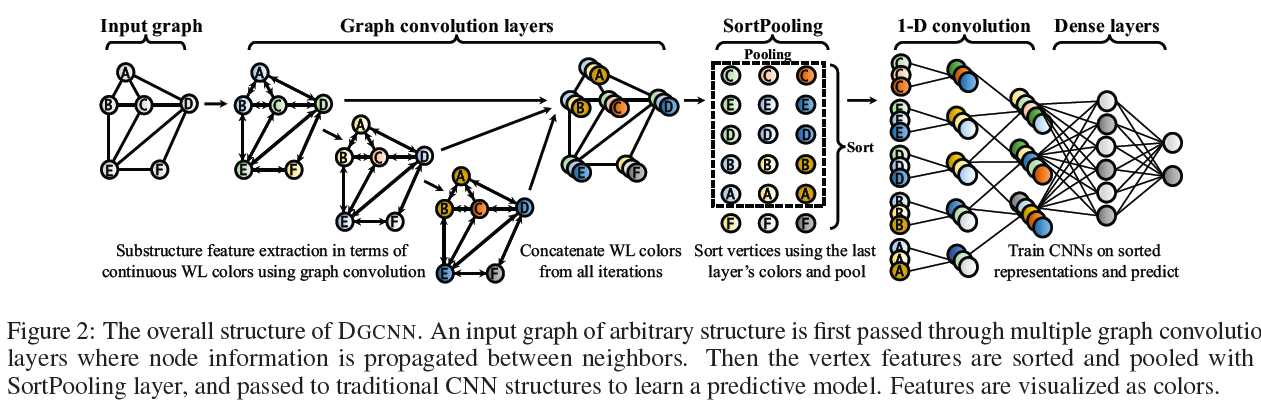 Input graph
Graph convolution layers
SortPooling
1-D convolution
Dense layers
Pooling
A
B C D
E F
A
B C D
E F
A
B C D
E F
A
B C D
E F
A
B C D
E F
C C C
E E E
D D D
B B B
A A A
F F F
Sort
C
C
C
E
E
E
D
D
D
B
B
B
A
A
A
Substructure feature extraction in terms of
continuous WL colors using graph convolution
Concatenate WL colors
from all iterations
Sort vertices using the last
layer's colors and pool
Train CNNs on sorted
representations and predict
Figure 2: The overall structure of DGCNN. An input graph of arbitrary structure is first passed through multiple graph convolutio
layers where node information is propagated between neighbors. Then the vertex features are sorted and pooled with
SortPooling layer, and passed to traditional CNN structures to learn a predictive model. Features are visualized as colors.